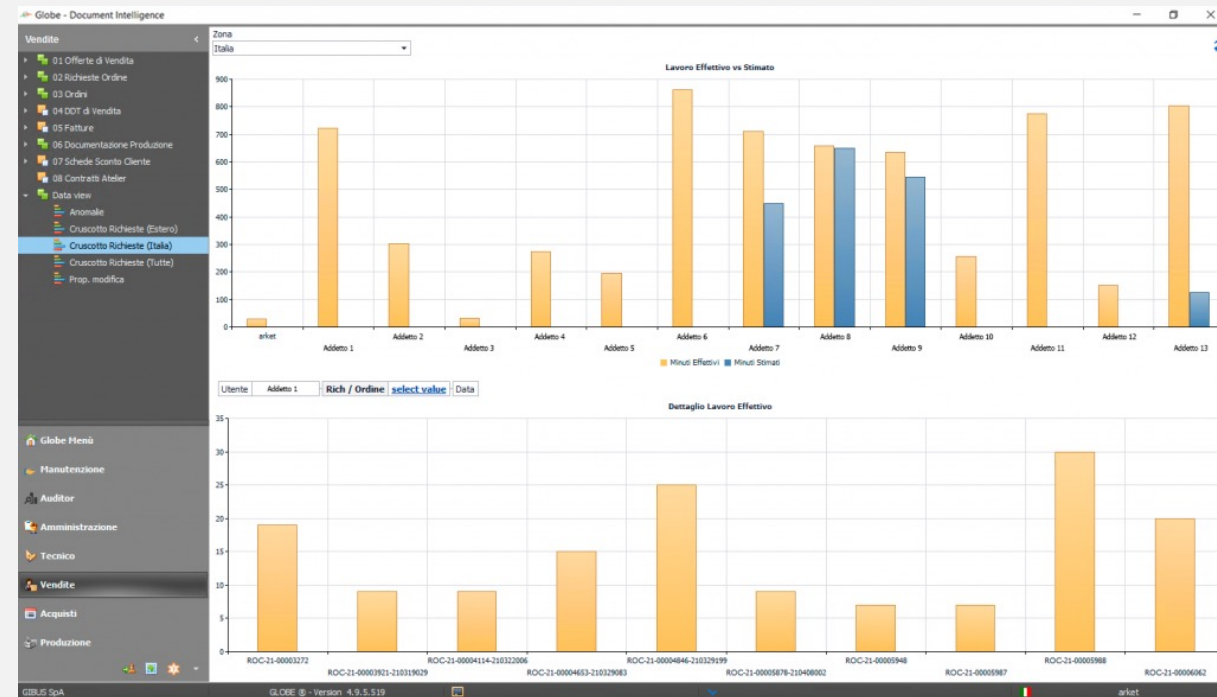 Globe - Document Intelligence
Vendite
01 Offerte di Vendita
02 Richieste Ordine
03 Ordini
04 DDT di Vendita
05 Fatture
06 Documentazione Produzione
07 Schede Sconto Cliente
08 Contratti Atelier
Data view
Anomalie
Cruscotto Richieste (Estero)
Cruscotto Richieste (Italia)
Cruscotto Richieste (Tutte)
Prop. modifica
Globe Menù
Manutenzione
Auditor
Amministrazione
Tecnico
Vendite
Acquisti
Produzione
Zona
Italia
Lavoro Effettivo vs Stimato
900
800
700
600
500
400
300
200
100
0
arket
Addetto 1
Addetto 2
Addetto 3
Addetto 4
Addetto 5
Addetto 6
Addetto 7
Addetto 8
Addetto 9
Addetto 10
Addetto 11
Addetto 12
Addetto 13
Minuti Effettivi Minuti Stimati
Utente Addetto 1 Rich / Ordine select value Data
Dettaglio Lavoro Effettivo
35
30
25
20
15
10
5
0
ROC-21-00003272
ROC-21-00003921-210319029
ROC-21-00004114-210322006
ROC-21-00004653-210329083
ROC-21-00004846-210329199
ROC-21-00005878-210408002
ROC-21-00005948
ROC-21-00005987
ROC-21-00005988
ROC-21-00006062
GIBUS SpA GLOBE ® - Version 4.9.5.519 arket